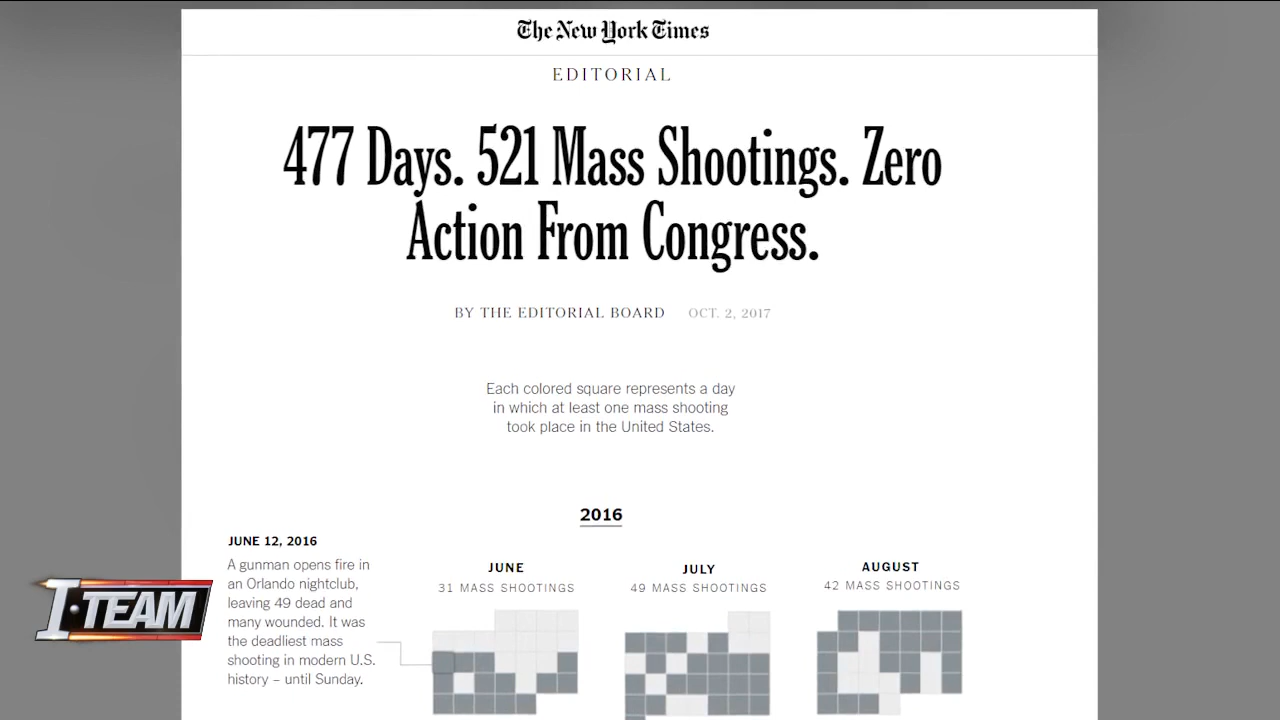 The New York Times
EDITORIAL
477 Days. 521 Mass Shootings. Zero
Action From Congress.
BY THE EDITORIAL BOARD OCT. 2, 2017
Each colored square represents a day
in which at least one mass shooting
took place in the United States.
2016
JUNE 12, 2016
A gunman opens fire in
an Orlando nightclub,
leaving 49 dead and
many wounded. It was
the deadliest mass
shooting in modern U.S.
history – until Sunday.
JUNE
31 MASS SHOOTINGS
JULY
49 MASS SHOOTINGS
AUGUST
42 MASS SHOOTINGS
I·TEAM